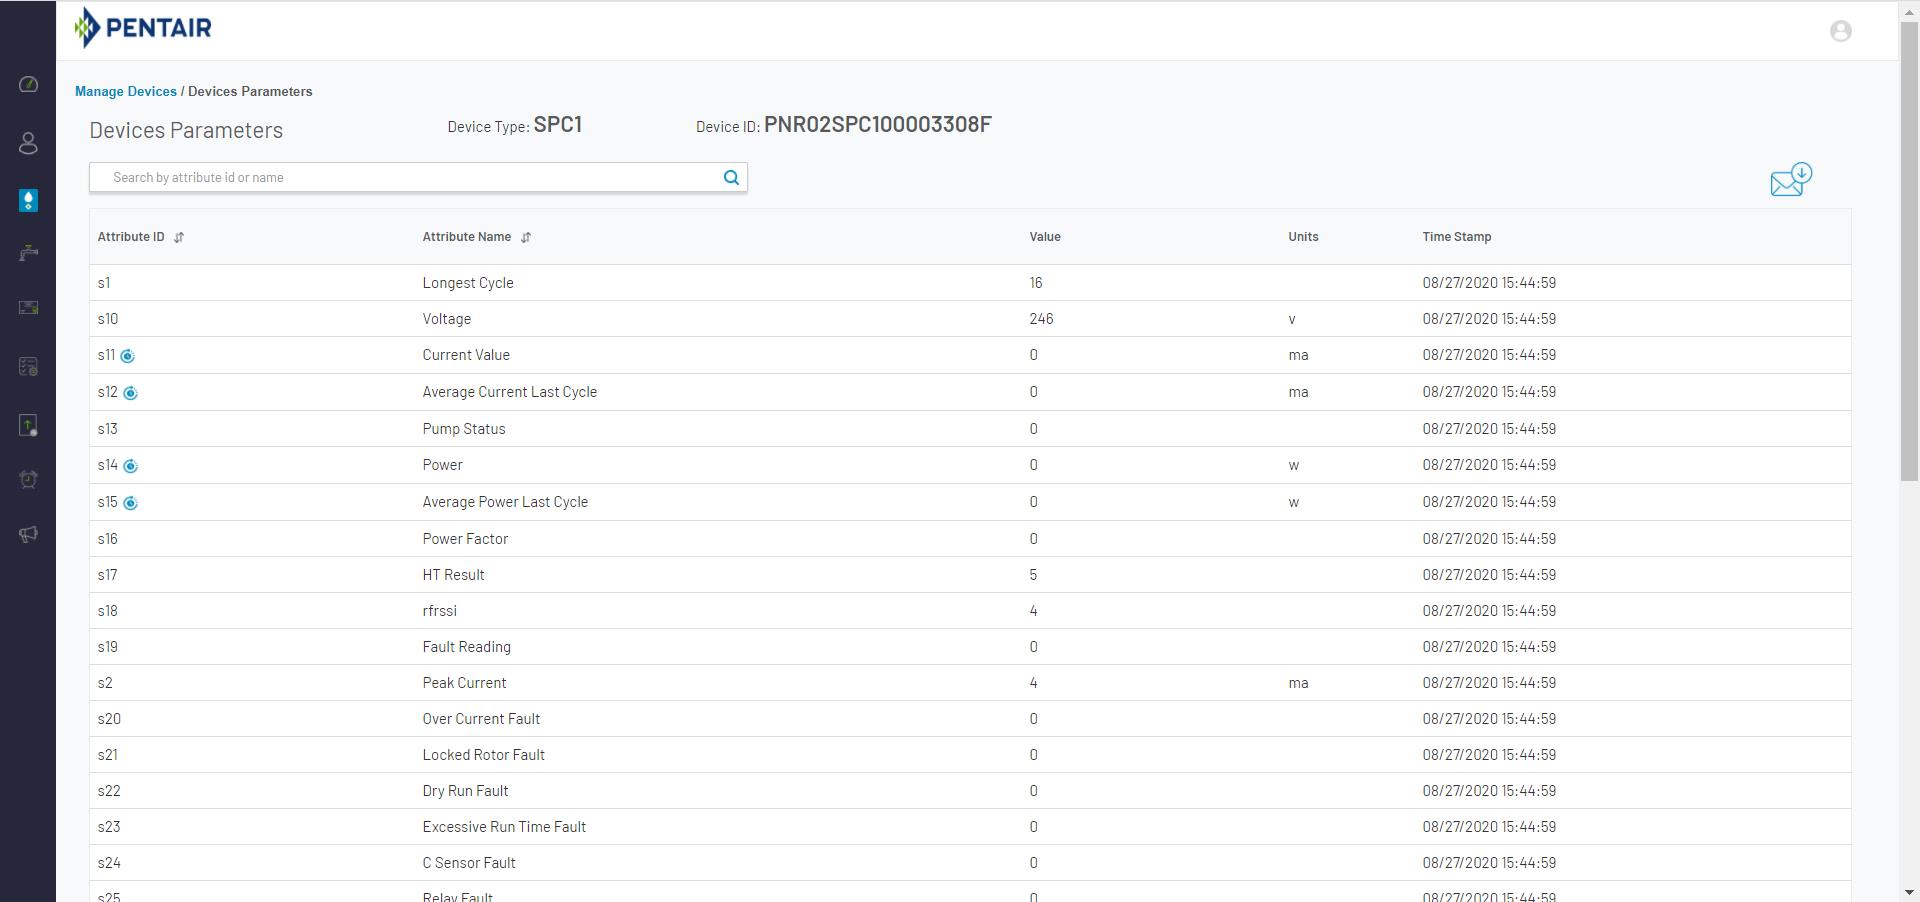 PENTAIR
Manage Devices / Devices Parameters
Devices Parameters Device Type: SPC1 Device ID: PNR02SPC100003308F
Search by attribute id or name
Attribute ID Attribute Name Value Units Time Stamp
s1 Longest Cycle 16 08/27/2020 15:44:59
s10 Voltage 246 v 08/27/2020 15:44:59
s11 Current Value 0 ma 08/27/2020 15:44:59
s12 Average Current Last Cycle 0 ma 08/27/2020 15:44:59
s13 Pump Status 0 08/27/2020 15:44:59
s14 Power 0 w 08/27/2020 15:44:59
s15 Average Power Last Cycle 0 w 08/27/2020 15:44:59
s16 Power Factor 0 08/27/2020 15:44:59
s17 HT Result 5 08/27/2020 15:44:59
s18 rfrssi 4 08/27/2020 15:44:59
s19 Fault Reading 0 08/27/2020 15:44:59
s2 Peak Current 4 ma 08/27/2020 15:44:59
s20 Over Current Fault 0 08/27/2020 15:44:59
s21 Locked Rotor Fault 0 08/27/2020 15:44:59
s22 Dry Run Fault 0 08/27/2020 15:44:59
s23 Excessive Run Time Fault 0 08/27/2020 15:44:59
s24 C Sensor Fault 0 08/27/2020 15:44:59
s25 Relay Fault 0 08/27/2020 15:44:59